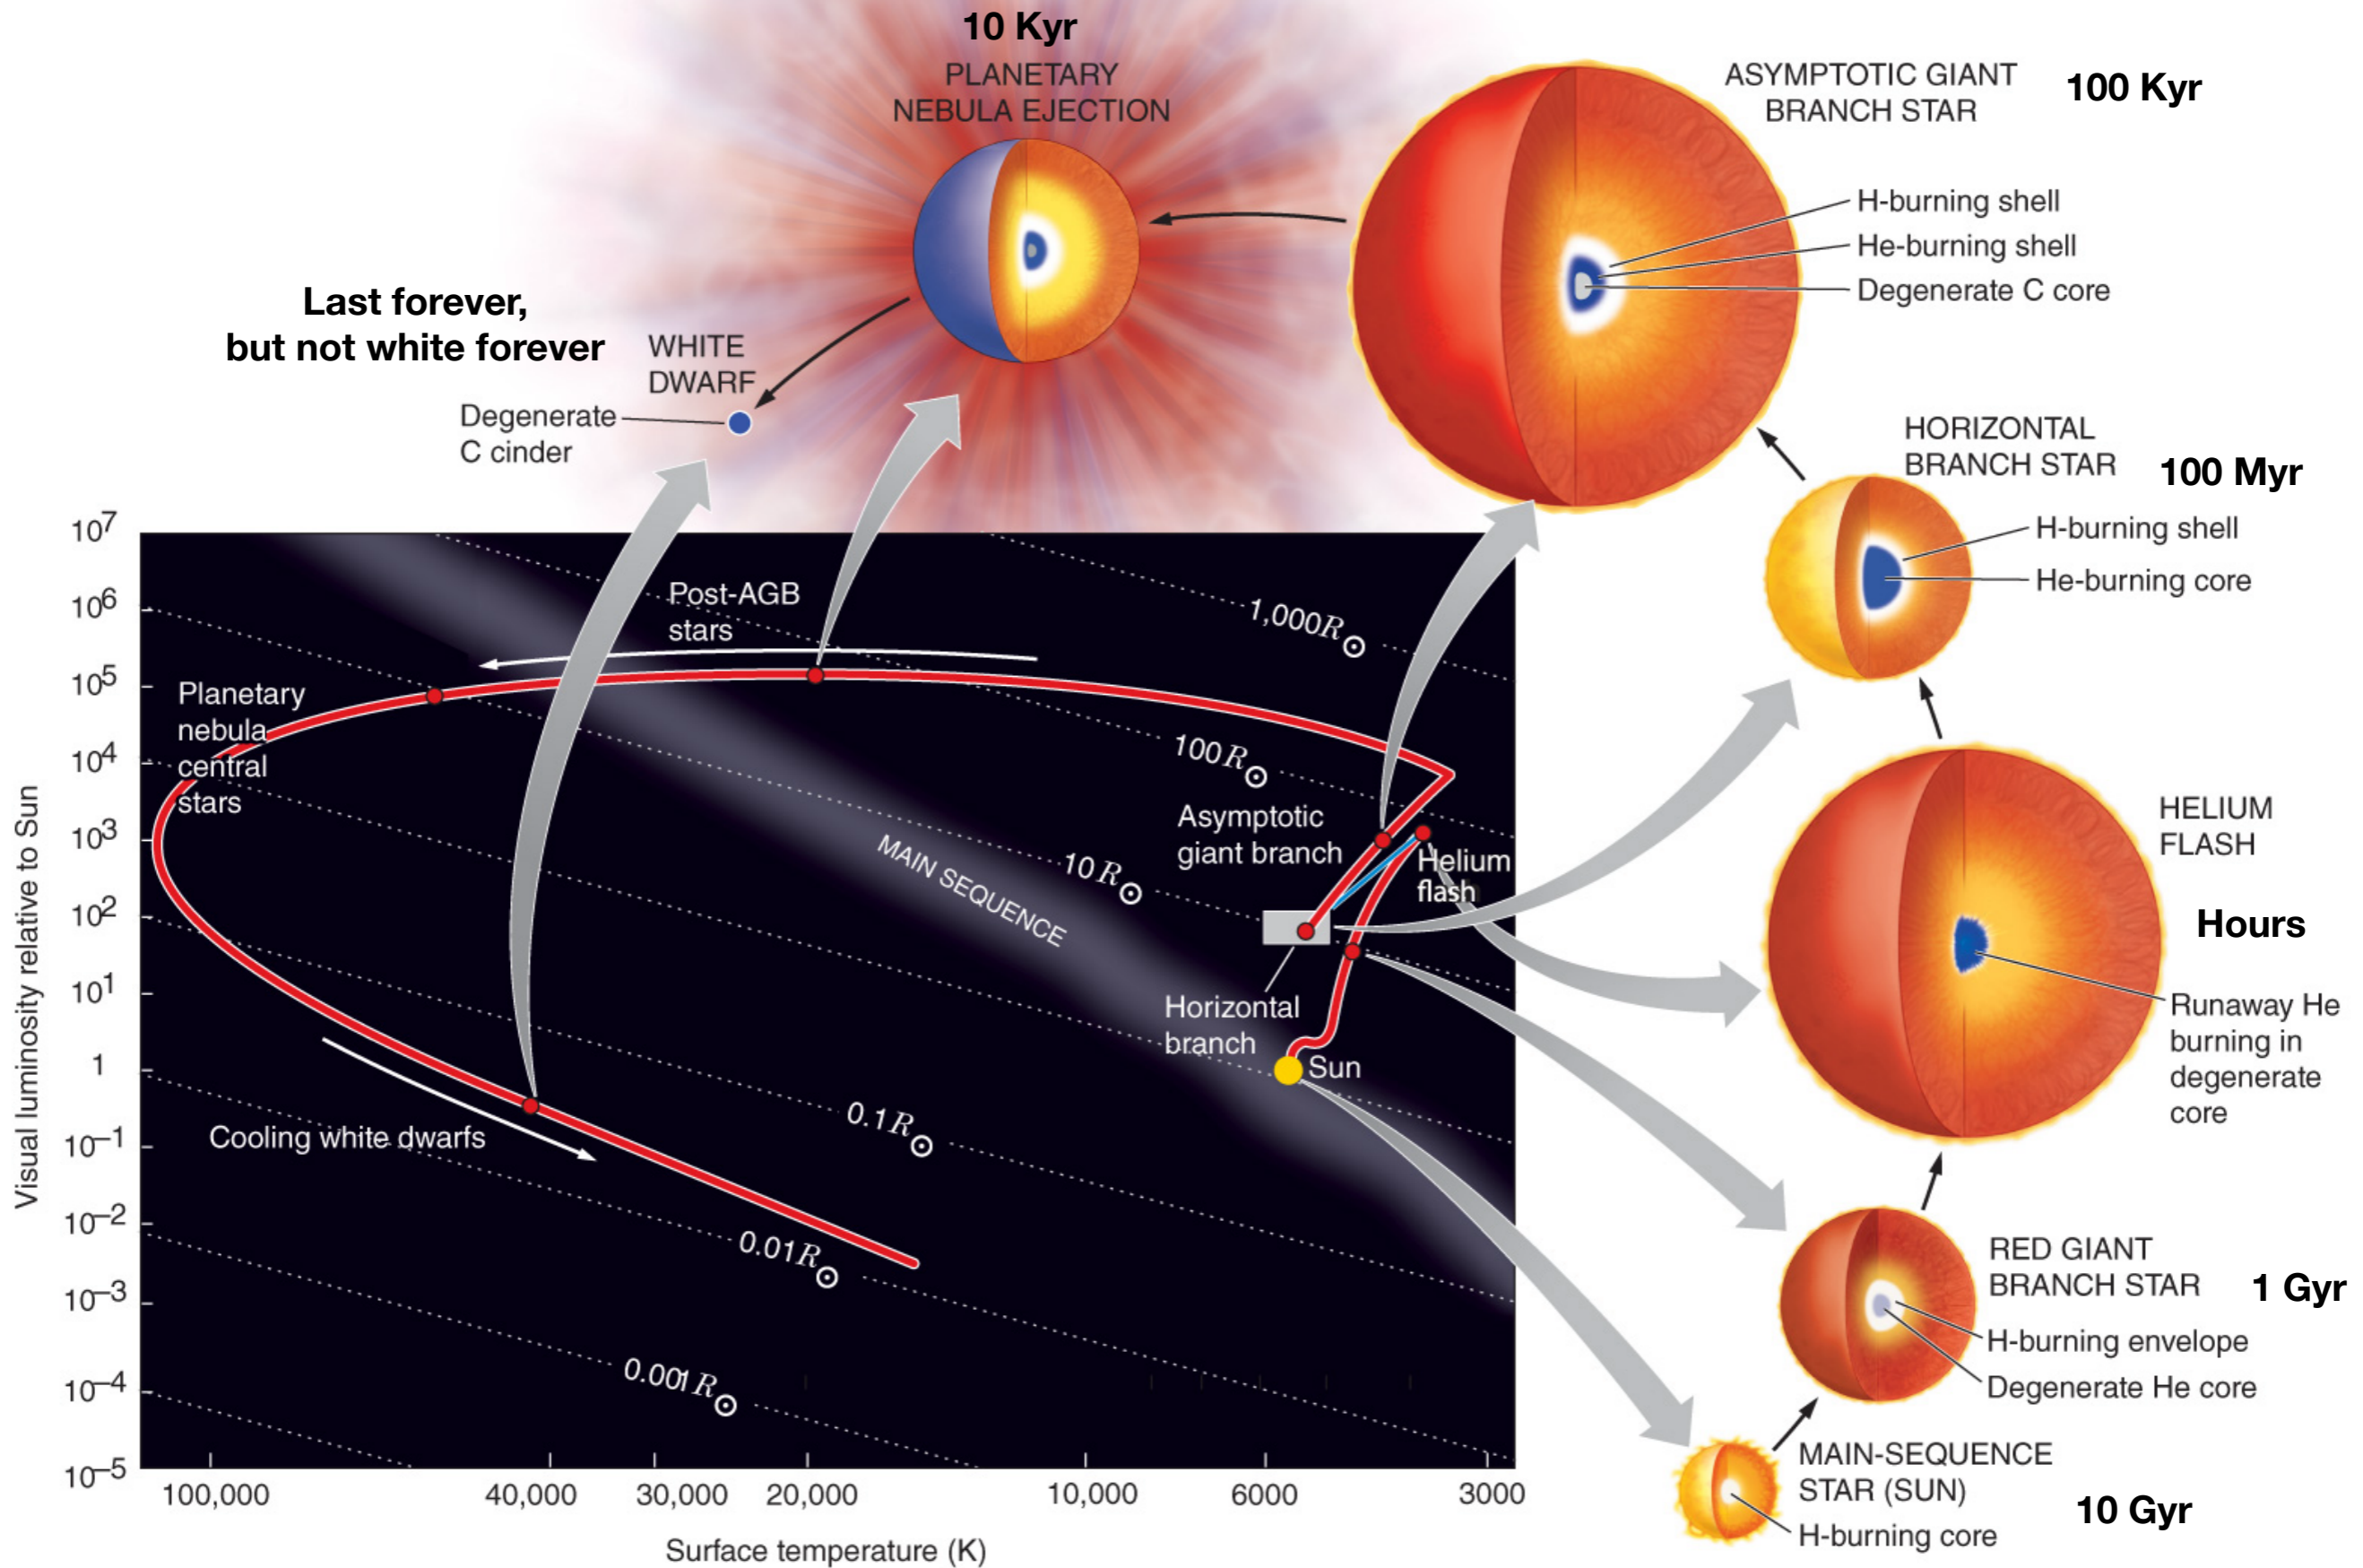 10 Kyr
PLANETARY
NEBULA EJECTION
ASYMPTOTIC GIANT
BRANCH STAR
100 Kyr
H-burning shell
He-burning shell
Degenerate C core
Last forever,
but not white forever
WHITE
DWARF
Degenerate
C cinder
HORIZONTAL
BRANCH STAR
100 Myr
H-burning shell
He-burning core
HELIUM
FLASH
Hours
Runaway He
burning in
degenerate
core
RED GIANT
BRANCH STAR
1 Gyr
H-burning envelope
Degenerate He core
MAIN-SEQUENCE
STAR (SUN)
10 Gyr
H-burning core
Visual luminosity relative to Sun
10⁷
10⁶
10⁵
10⁴
10³
10²
10¹
1
10⁻¹
10⁻²
10⁻³
10⁻⁴
10⁻⁵
Post-AGB
stars
1,000R⊙
Planetary
nebula
central
stars
100R⊙
Asymptotic
giant branch
Helium
flash
10R⊙
MAIN SEQUENCE
Horizontal
branch
Sun
0.1R⊙
Cooling white dwarfs
0.01R⊙
0.001R⊙
100,000
40,000
30,000
20,000
10,000
6000
3000
Surface temperature (K)